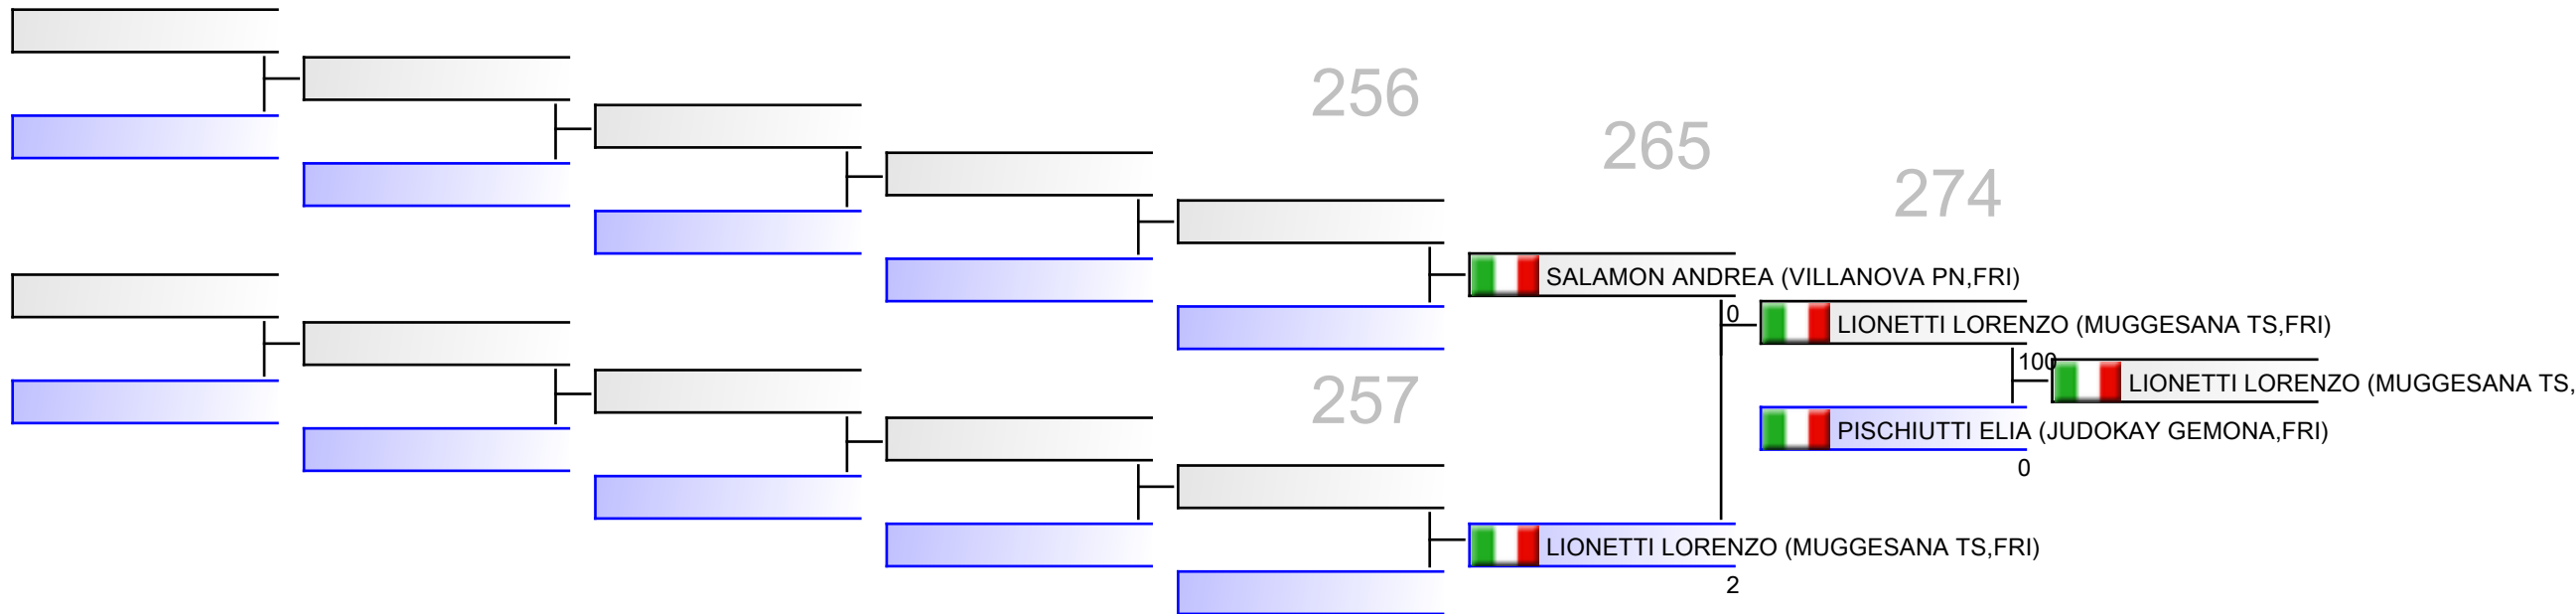 256
265
274
SALAMON ANDREA (VILLANOVA PN,FRI)
0
LIONETTI LORENZO (MUGGESANA TS,FRI)
100
LIONETTI LORENZO (MUGGESANA TS,
257
PISCHIUTTI ELIA (JUDOKAY GEMONA,FRI)
0
LIONETTI LORENZO (MUGGESANA TS,FRI)
2